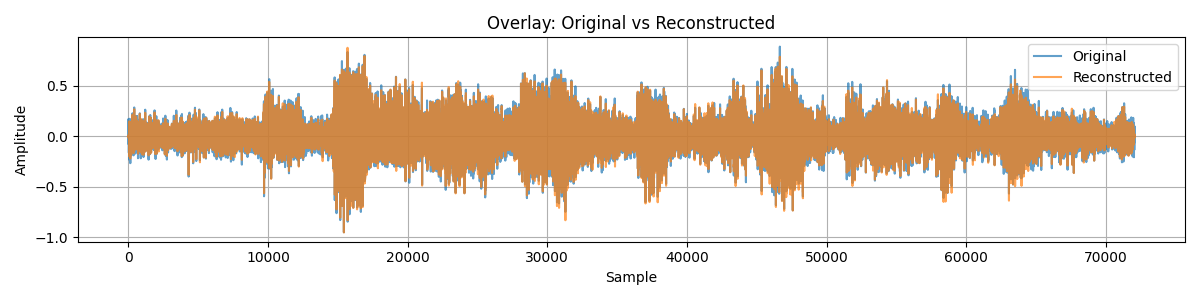 Overlay: Original vs Reconstructed
Original
Reconstructed
Amplitude
0.5
0.0
−0.5
−1.0
0 10000 20000 30000 40000 50000 60000 70000
Sample